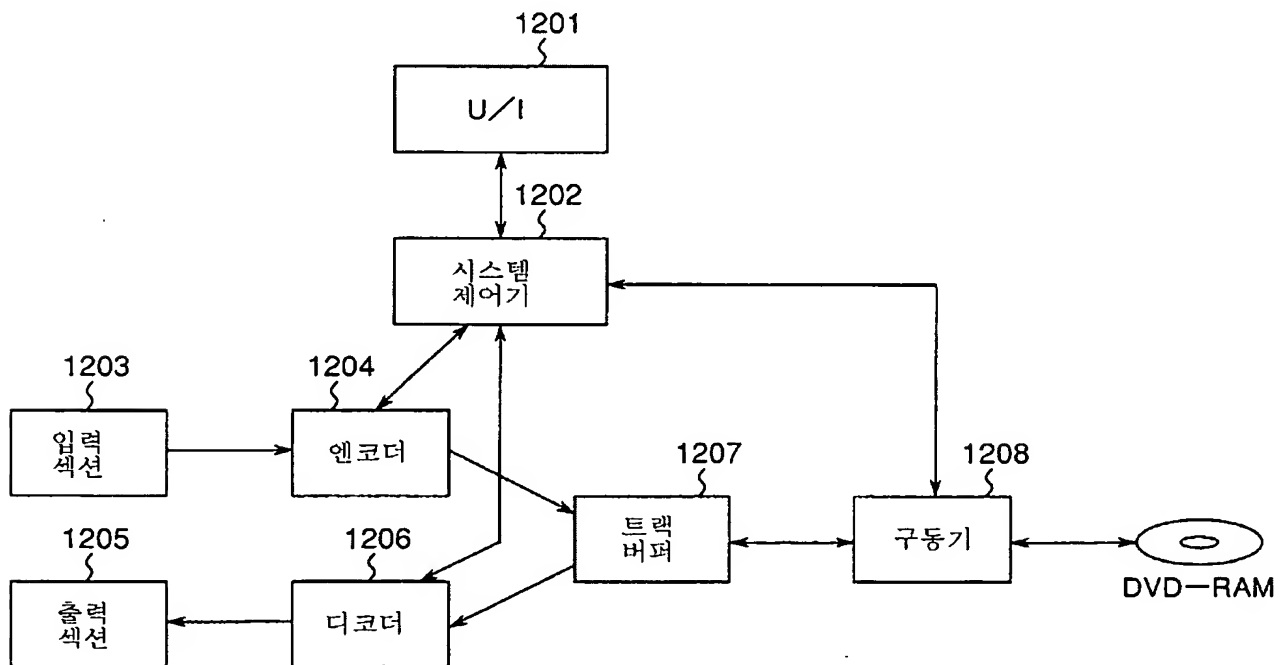 1201
U/I
1202
시스템
제어기
1203
입력
섹션
1204
엔코더
1205
출력
섹션
1206
디코더
1207
트랙
버퍼
1208
구동기
DVD-RAM